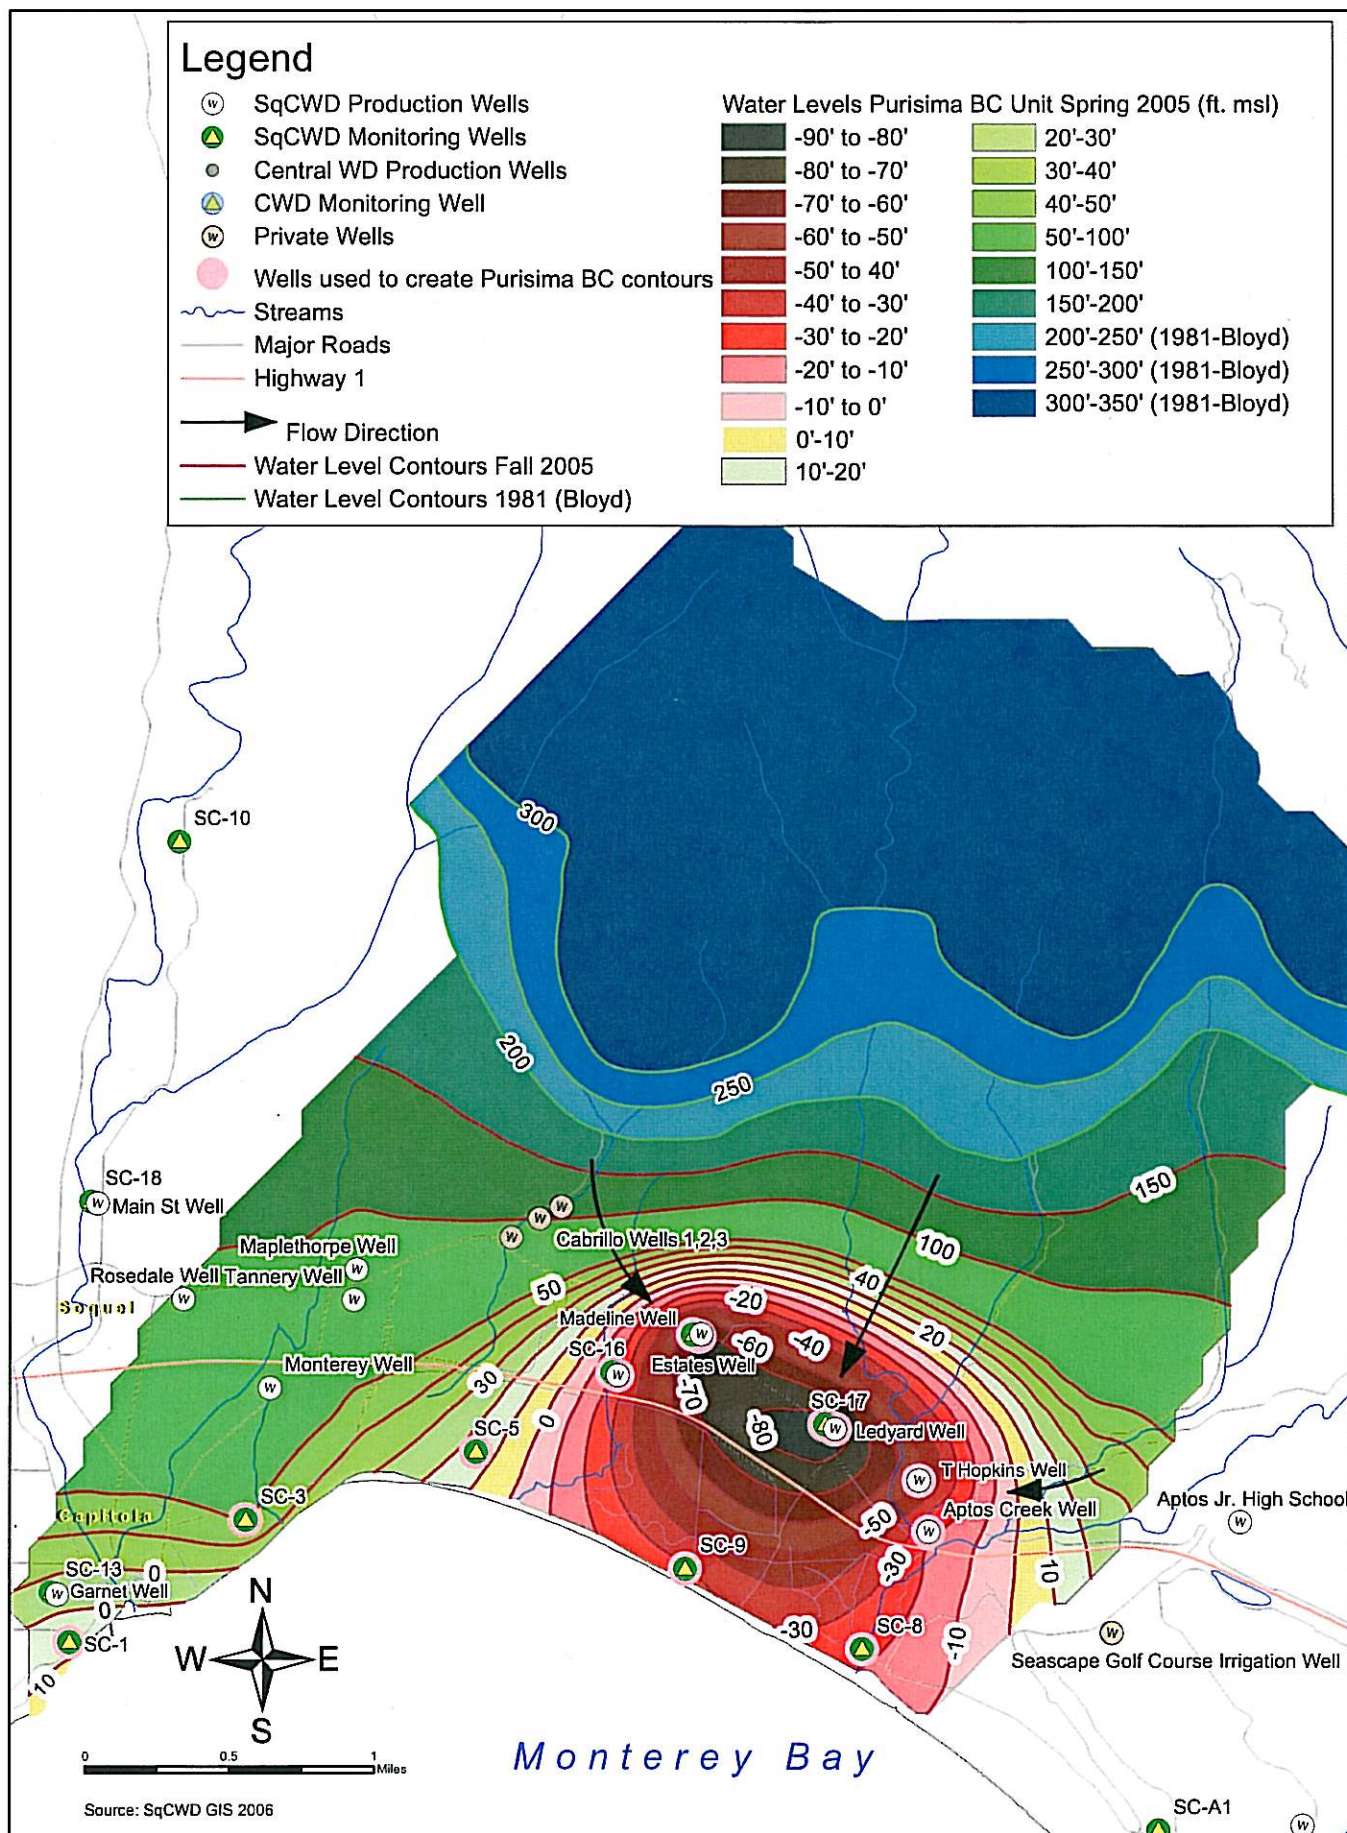 Legend
SqCWD Production Wells
SqCWD Monitoring Wells
Central WD Production Wells
CWD Monitoring Well
Private Wells
Wells used to create Purisima BC contours
Streams
Major Roads
Highway 1
Flow Direction
Water Level Contours Fall 2005
Water Level Contours 1981 (Bloyd)
Water Levels Purisima BC Unit Spring 2005 (ft. msl)
-90' to -80'
-80' to -70'
-70' to -60'
-60' to -50'
-50' to 40'
-40' to -30'
-30' to -20'
-20' to -10'
-10' to 0'
0'-10'
10'-20'
20'-30'
30'-40'
40'-50'
50'-100'
100'-150'
150'-200'
200'-250' (1981-Bloyd)
250'-300' (1981-Bloyd)
300'-350' (1981-Bloyd)
300
SC-10
200
250
SC-18
Main St Well
150
Cabrillo Wells 1,2,3
100
Maplethorpe Well
Rosedale Well Tannery Well
Soquel
50
40
-20
20
Madeline Well
-60
-40
Estates Well
SC-16
Monterey Well
30
-70
0
SC-17
Ledyard Well
-80
SC-5
T Hopkins Well
SC-3
Capitola
Aptos Creek Well
Aptos Jr. High School
-50
SC-9
-30
10
SC-13
Garnet Well
0
0
SC-1
-30
SC-8
-10
Seascape Golf Course Irrigation Well
10
N
W E
S
Monterey Bay
0 0.5 1
Miles
Source: SqCWD GIS 2006
SC-A1